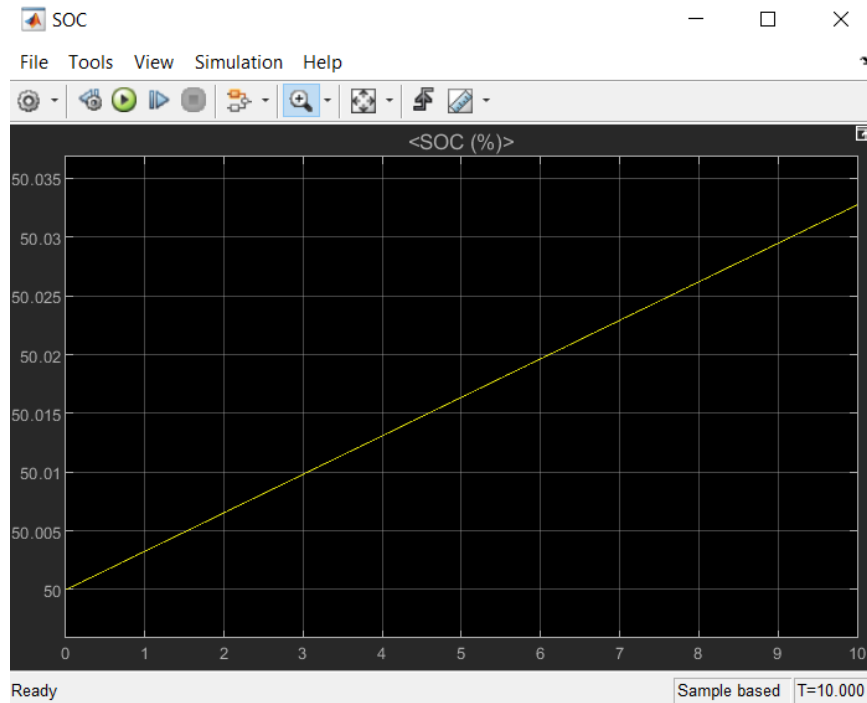 SOC
File Tools View Simulation Help
<SOC (%)>
50.035
50.03
50.025
50.02
50.015
50.01
50.005
50
0 1 2 3 4 5 6 7 8 9 10
Ready Sample based T=10.000